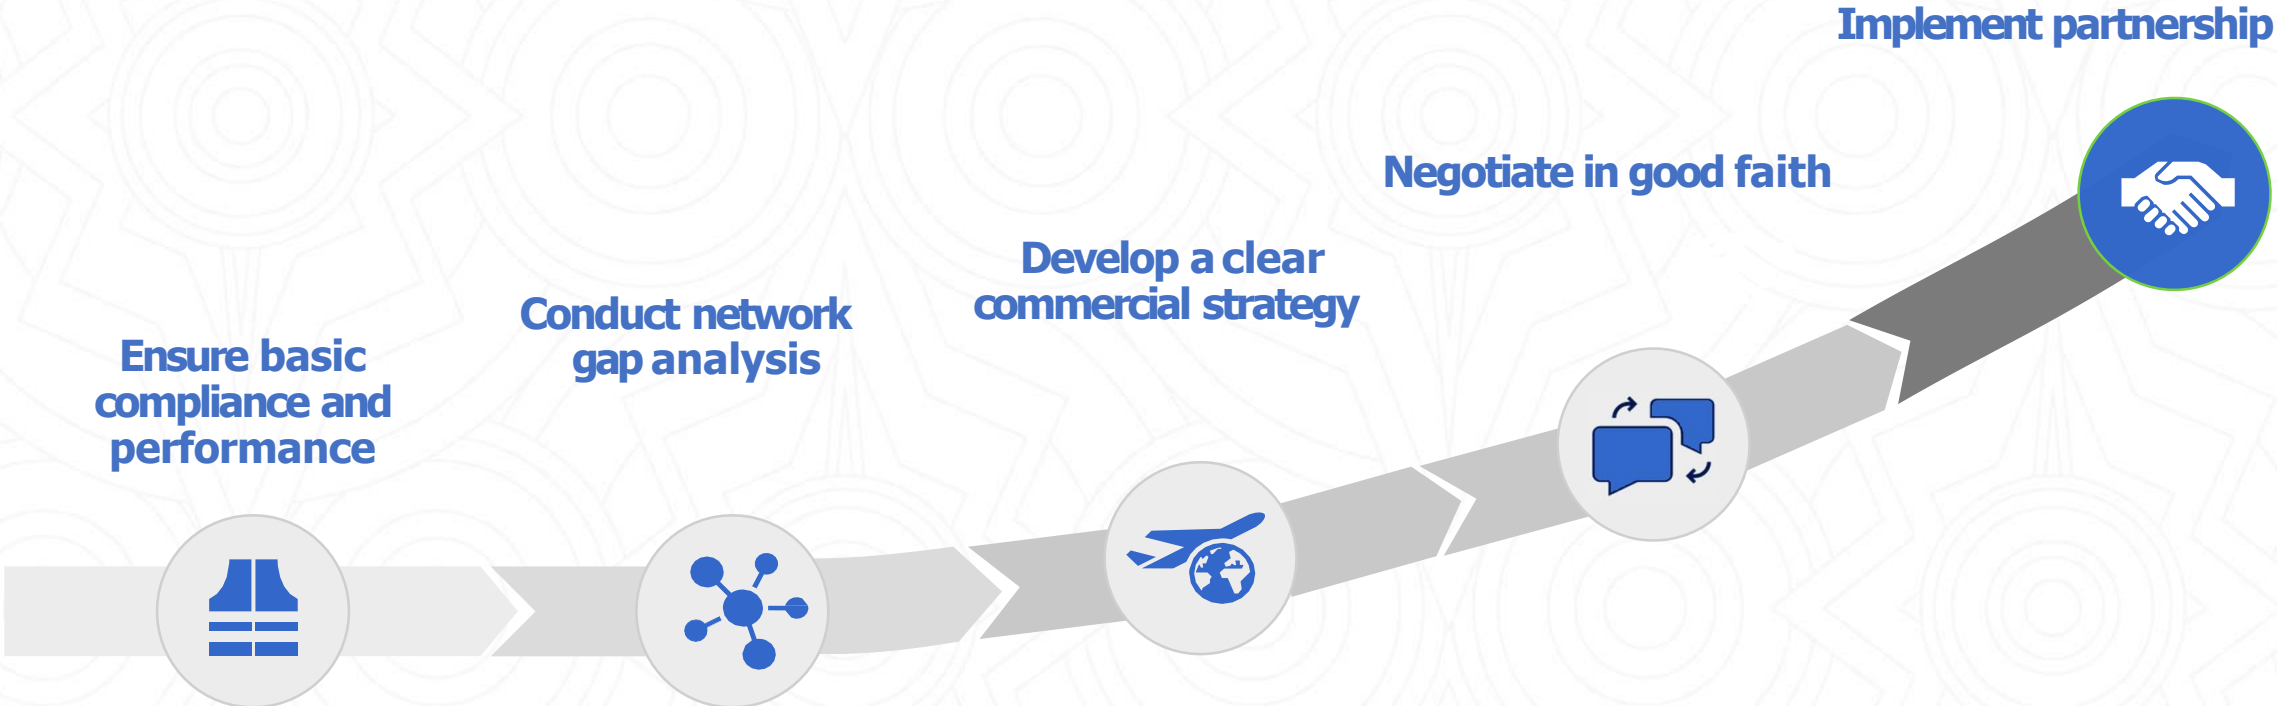 Ensure basic
compliance and
performance
Conduct network
gap analysis
Develop a clear
commercial strategy
Negotiate in good faith
Implement partnership